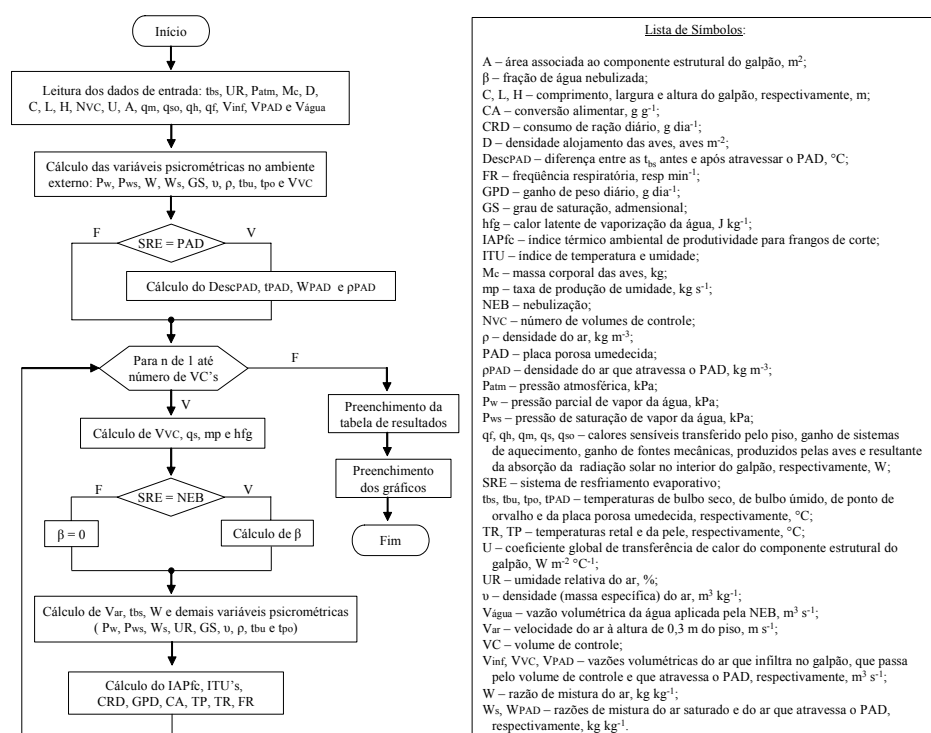 Início
Leitura dos dados de entrada: tbs, UR, Patm, Mc, D,
C, L, H, NVC, U, A, qm, qso, qh, qf, Vinf, VPAD e Vágua
Cálculo das variáveis psicrométricas no ambiente
externo: Pw, Pws, W, Ws, GS, υ, ρ, tbu, tpo e VVC
F
SRE = PAD
V
Cálculo do DescPAD, tPAD, WPAD e ρPAD
Para n de 1 até
número de VC's
F
V
Cálculo de VVC, qs, mp e hfg
F
SRE = NEB
V
β = 0
Cálculo de β
Cálculo de Var, tbs, W e demais variáveis psicrométricas
( Pw, Pws, Ws, UR, GS, υ, ρ, tbu e tpo)
Cálculo do IAPfc, ITU's,
CRD, GPD, CA, TP, TR, FR
Preenchimento da
tabela de resultados
Preenchimento
dos gráficos
Fim
Lista de Símbolos:
A – área associada ao componente estrutural do galpão, m²;
β – fração de água nebulizada;
C, L, H – comprimento, largura e altura do galpão, respectivamente, m;
CA – conversão alimentar, g g⁻¹;
CRD – consumo de ração diário, g dia⁻¹;
D – densidade alojamento das aves, aves m⁻²;
DescPAD – diferença entre as tbs antes e após atravessar o PAD, °C;
FR – freqüência respiratória, resp min⁻¹;
GPD – ganho de peso diário, g dia⁻¹;
GS – grau de saturação, admensional;
hfg – calor latente de vaporização da água, J kg⁻¹;
IAPfc – índice térmico ambiental de produtividade para frangos de corte;
ITU – índice de temperatura e umidade;
Mc – massa corporal das aves, kg;
mp – taxa de produção de umidade, kg s⁻¹;
NEB – nebulização;
NVC – número de volumes de controle;
ρ – densidade do ar, kg m⁻³;
PAD – placa porosa umedecida;
ρPAD – densidade do ar que atravessa o PAD, kg m⁻³;
Patm – pressão atmosférica, kPa;
Pw – pressão parcial de vapor da água, kPa;
Pws – pressão de saturação de vapor da água, kPa;
qf, qh, qm, qs, qso – calores sensíveis transferido pelo piso, ganho de sistemas
de aquecimento, ganho de fontes mecânicas, produzidos pelas aves e resultante
da absorção da radiação solar no interior do galpão, respectivamente, W;
SRE – sistema de resfriamento evaporativo;
tbs, tbu, tpo, tPAD – temperaturas de bulbo seco, de bulbo úmido, de ponto de
orvalho e da placa porosa umedecida, respectivamente, °C;
TR, TP – temperaturas retal e da pele, respectivamente, °C;
U – coeficiente global de transferência de calor do componente estrutural do
galpão, W m⁻² °C⁻¹;
UR – umidade relativa do ar, %;
υ – densidade (massa específica) do ar, m³ kg⁻¹;
Vágua – vazão volumétrica da água aplicada pela NEB, m³ s⁻¹;
Var – velocidade do ar à altura de 0,3 m do piso, m s⁻¹;
VC – volume de controle;
Vinf, VVC, VPAD – vazões volumétricas do ar que infiltra no galpão, que passa
pelo volume de controle e que atravessa o PAD, respectivamente, m³ s⁻¹;
W – razão de mistura do ar, kg kg⁻¹;
Ws, WPAD – razões de mistura do ar saturado e do ar que atravessa o PAD,
respectivamente, kg kg⁻¹.